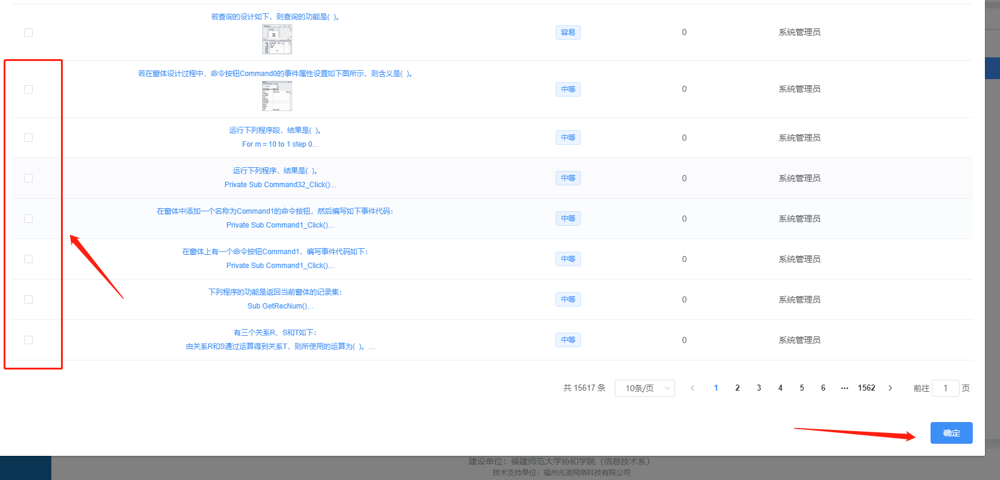 若查询的设计如下，则查询的功能是( )。
容易
0
系统管理员
若在窗体设计过程中，命令按钮Command0的事件属性设置如下图所示，则含义是( )。
中等
0
系统管理员
运行下列程序段，结果是( )。
For m = 10 to 1 step 0...
中等
0
系统管理员
运行下列程序，结果是( )。
Private Sub Command32_Click()...
中等
0
系统管理员
在窗体中添加一个名称为Command1的命令按钮，然后编写如下事件代码：
Private Sub Command1_Click()...
中等
0
系统管理员
在窗体上有一个命令按钮Command1，编写事件代码如下：
Private Sub Command1_Click()...
中等
0
系统管理员
下列程序的功能是返回当前窗体的记录集：
Sub GetRecNum()...
中等
0
系统管理员
有三个关系R、S和T如下：
由关系R和S通过运算得到关系T，则所使用的运算为( )。...
中等
0
系统管理员
共 15617 条 10条/页 1 2 3 4 5 6 ••• 1562 前往 1 页
确定
建设单位：福建师范大学协和学院（信息技术系）
技术支持单位：福州兆凌网络科技有限公司